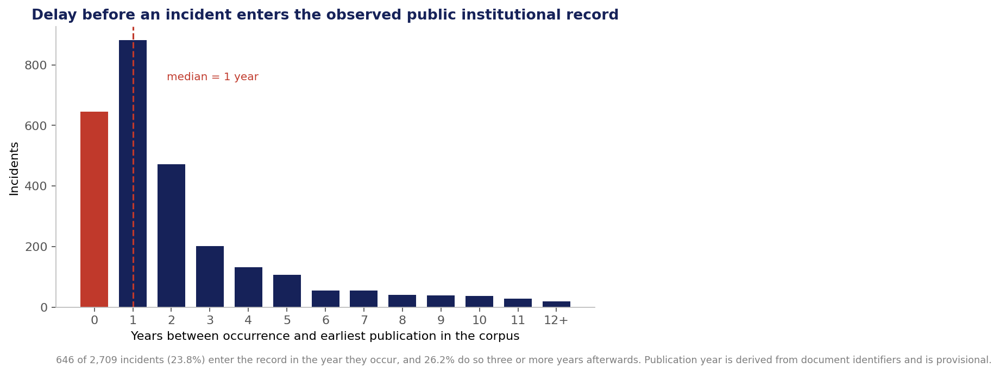 Delay before an incident enters the observed public institutional record
800
600
400
200
0
Incidents
median = 1 year
0 1 2 3 4 5 6 7 8 9 10 11 12+
Years between occurrence and earliest publication in the corpus
646 of 2,709 incidents (23.8%) enter the record in the year they occur, and 26.2% do so three or more years afterwards. Publication year is derived from document identifiers and is provisional.